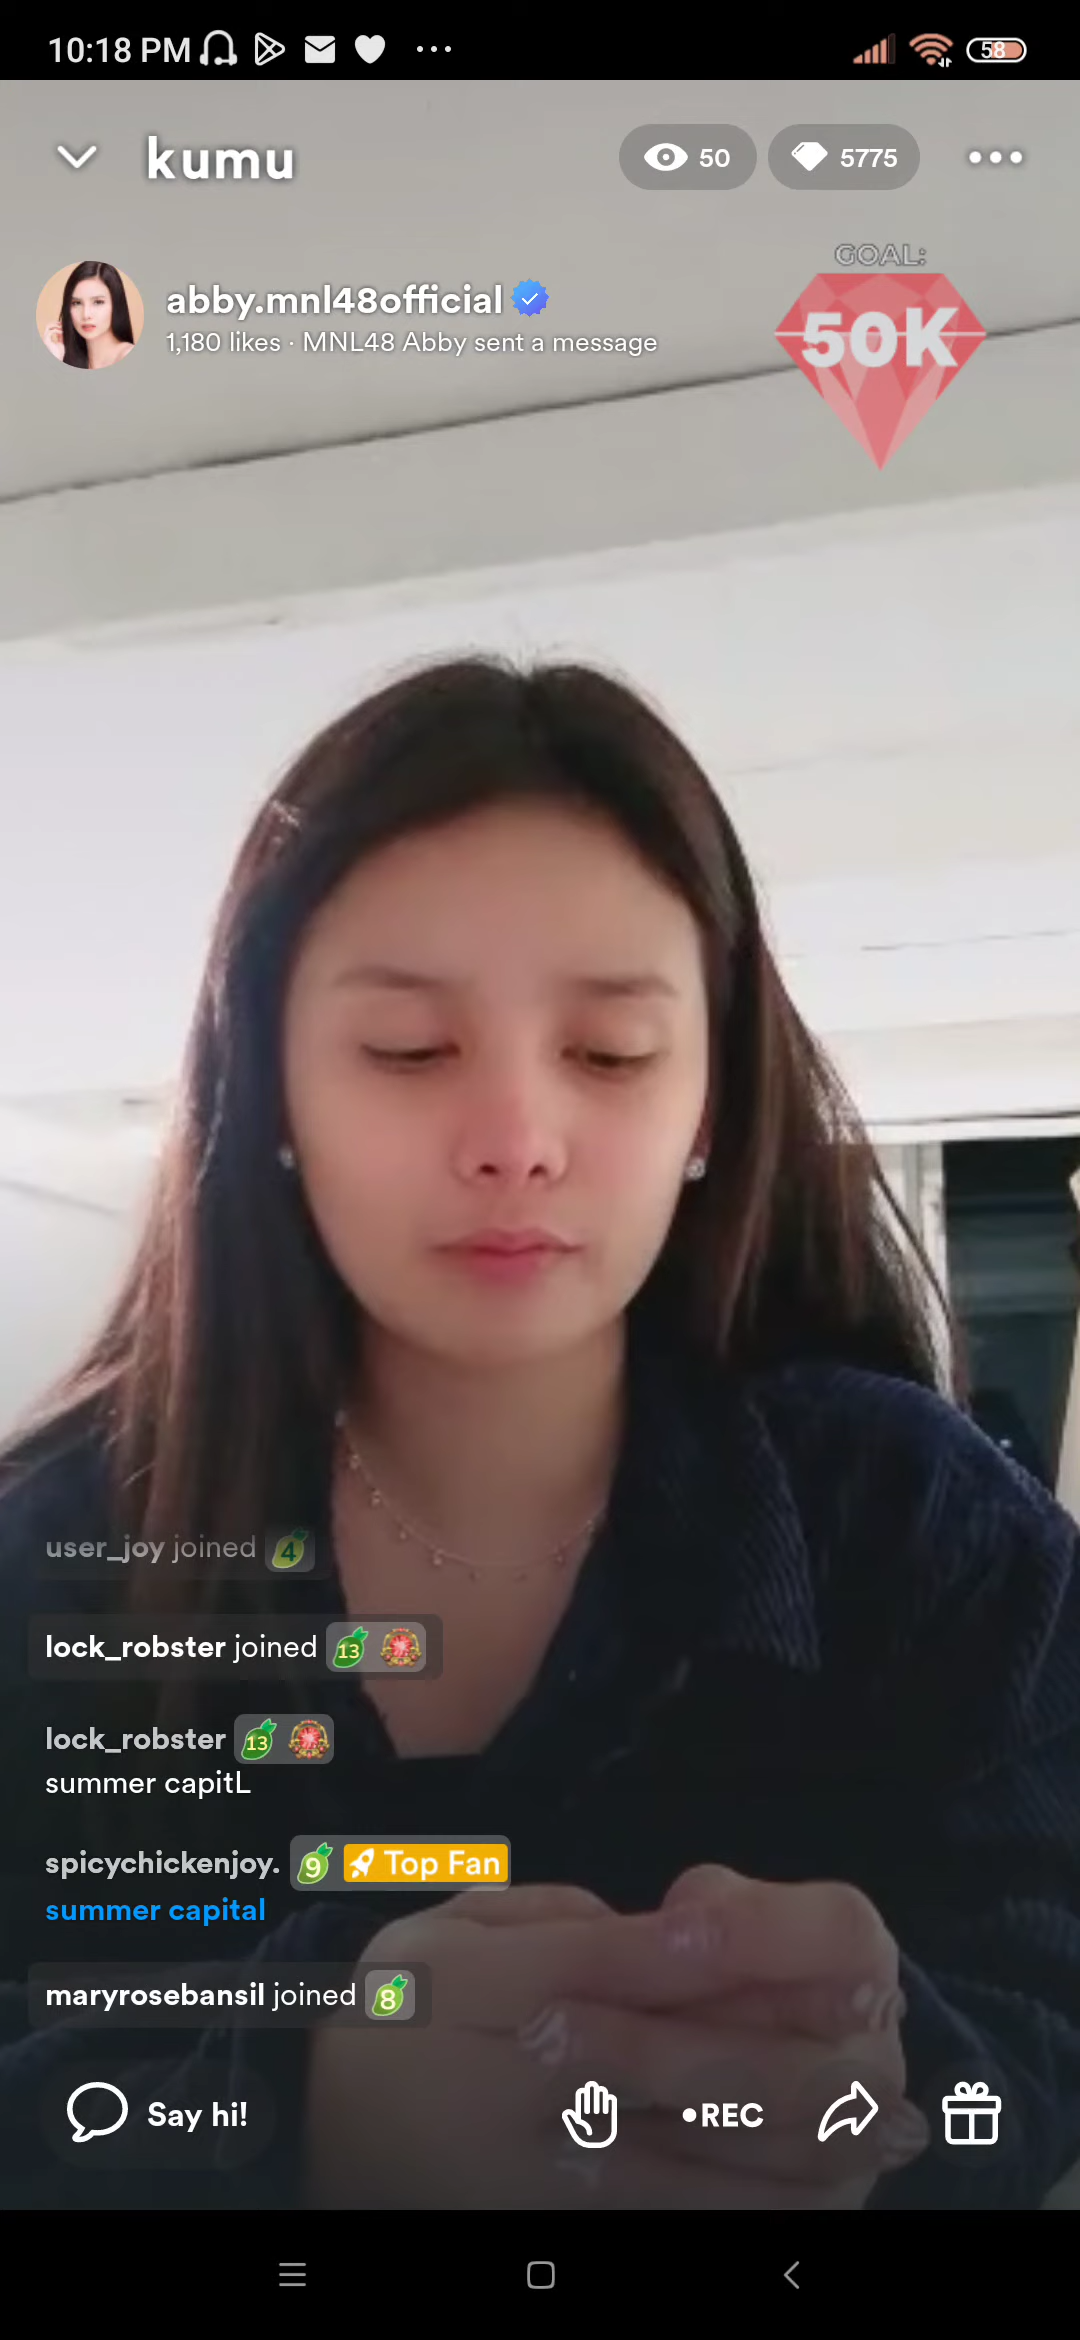 10:18 PM
58
kumu
50
5775
GOAL:
50K
abby.mnl48official
1,180 likes · MNL48 Abby sent a message
user_joy joined 4
lock_robster joined 13
lock_robster 13
summer capitL
spicychickenjoy. 9 Top Fan
summer capital
maryrosebansil joined 8
Say hi!
•REC